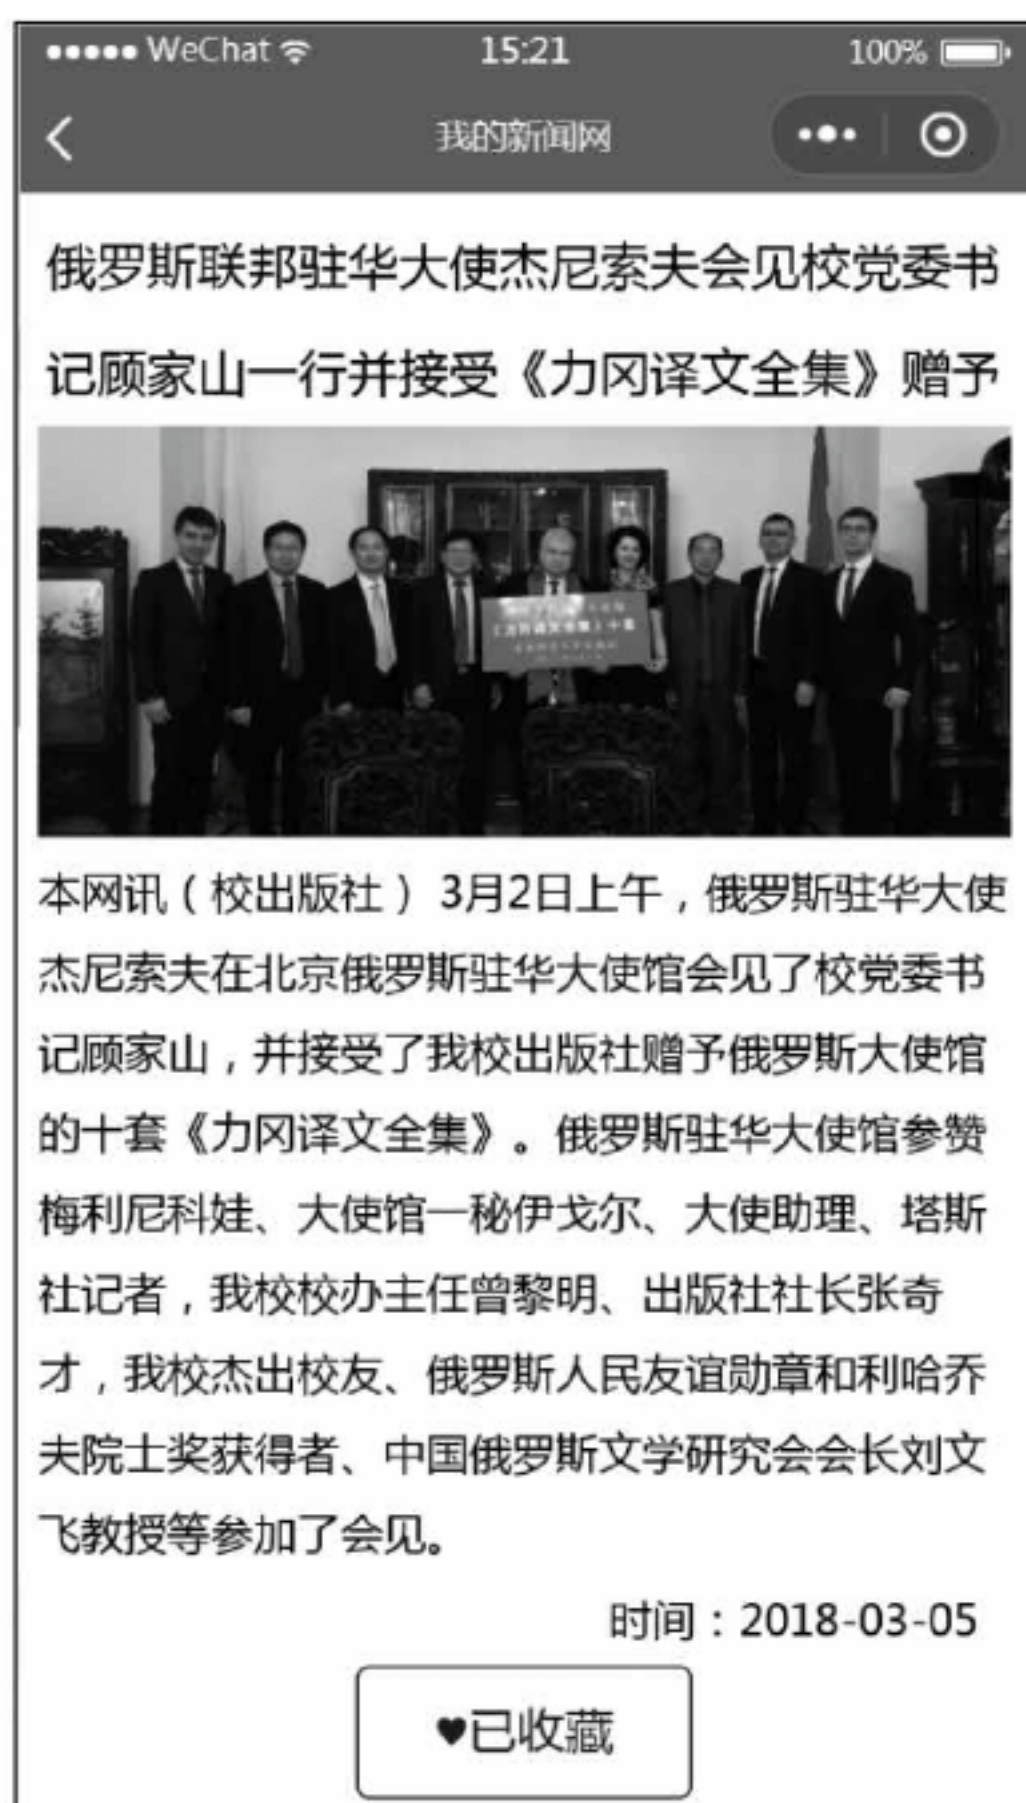 WeChat 15:21 100%
我的新闻网
俄罗斯联邦驻华大使杰尼索夫会见校党委书
记顾家山一行并接受《力冈译文全集》赠予
《力冈译文全集》十套
本网讯(校出版社) 3月2日上午,俄罗斯驻华大使
杰尼索夫在北京俄罗斯驻华大使馆会见了校党委书
记顾家山,并接受了我校出版社赠予俄罗斯大使馆
的十套《力冈译文全集》。俄罗斯驻华大使馆参赞
梅利尼科娃、大使馆一秘伊戈尔、大使助理、塔斯
社记者,我校校办主任曾黎明、出版社社长张奇
才,我校杰出校友、俄罗斯人民友谊勋章和利哈乔
夫院士奖获得者、中国俄罗斯文学研究会会长刘文
飞教授等参加了会见。
时间:2018-03-05
♥已收藏